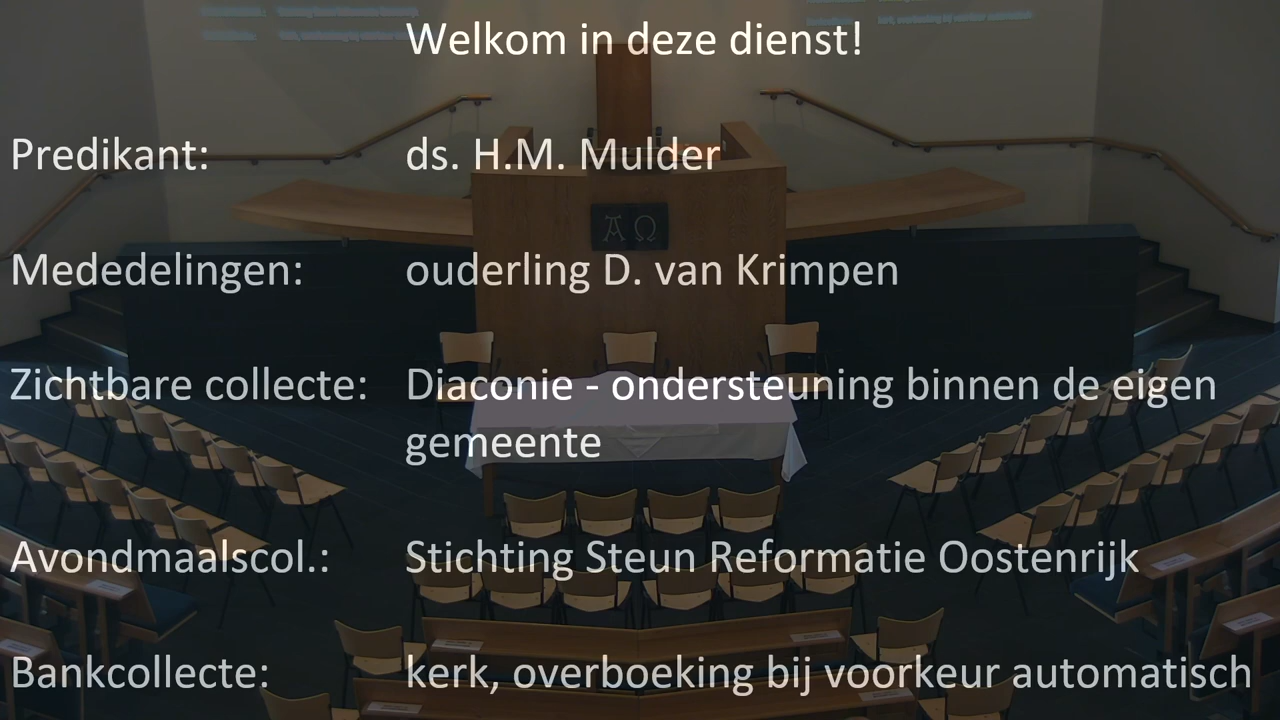 Welkom in deze dienst!
Predikant: ds. H.M. Mulder
Mededelingen: ouderling D. van Krimpen
ΑΩ
Zichtbare collecte: Diaconie - ondersteuning binnen de eigen
gemeente
Avondmaalscol.: Stichting Steun Reformatie Oostenrijk
Bankcollecte: kerk, overboeking bij voorkeur automatisch